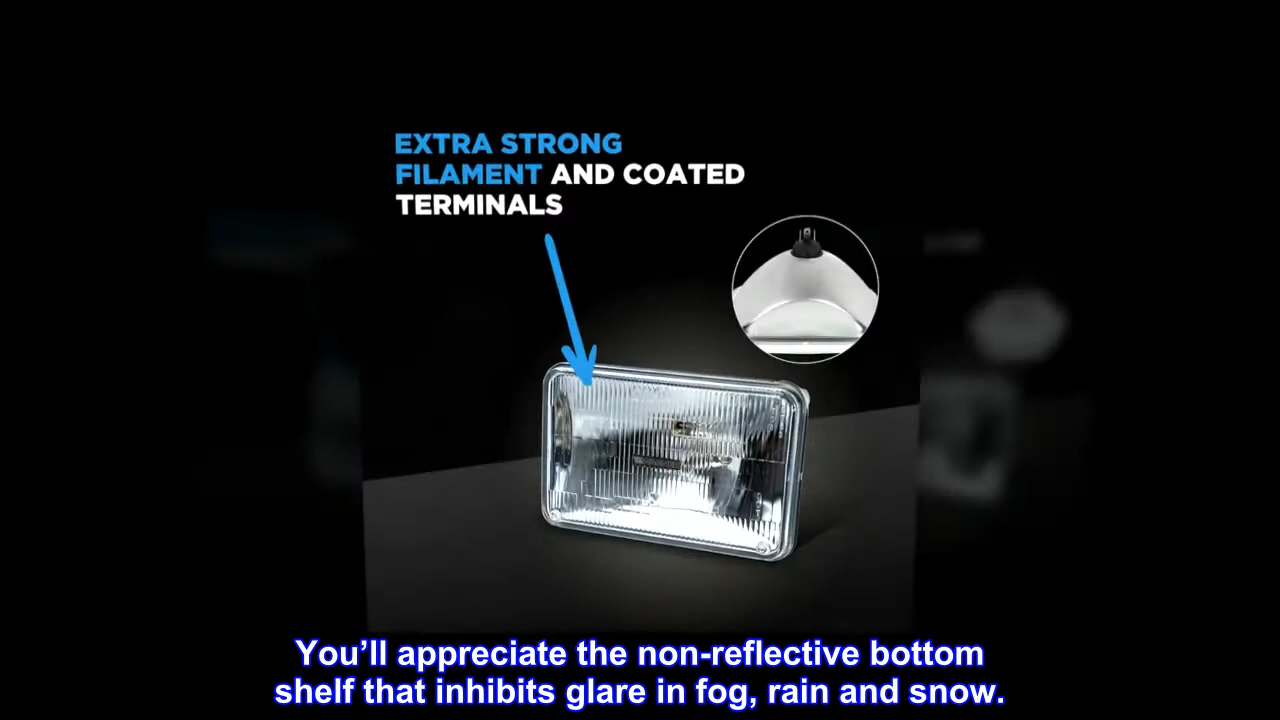 EXTRA STRONG
FILAMENT AND COATED
TERMINALS
You’ll appreciate the non-reflective bottom
shelf that inhibits glare in fog, rain and snow.